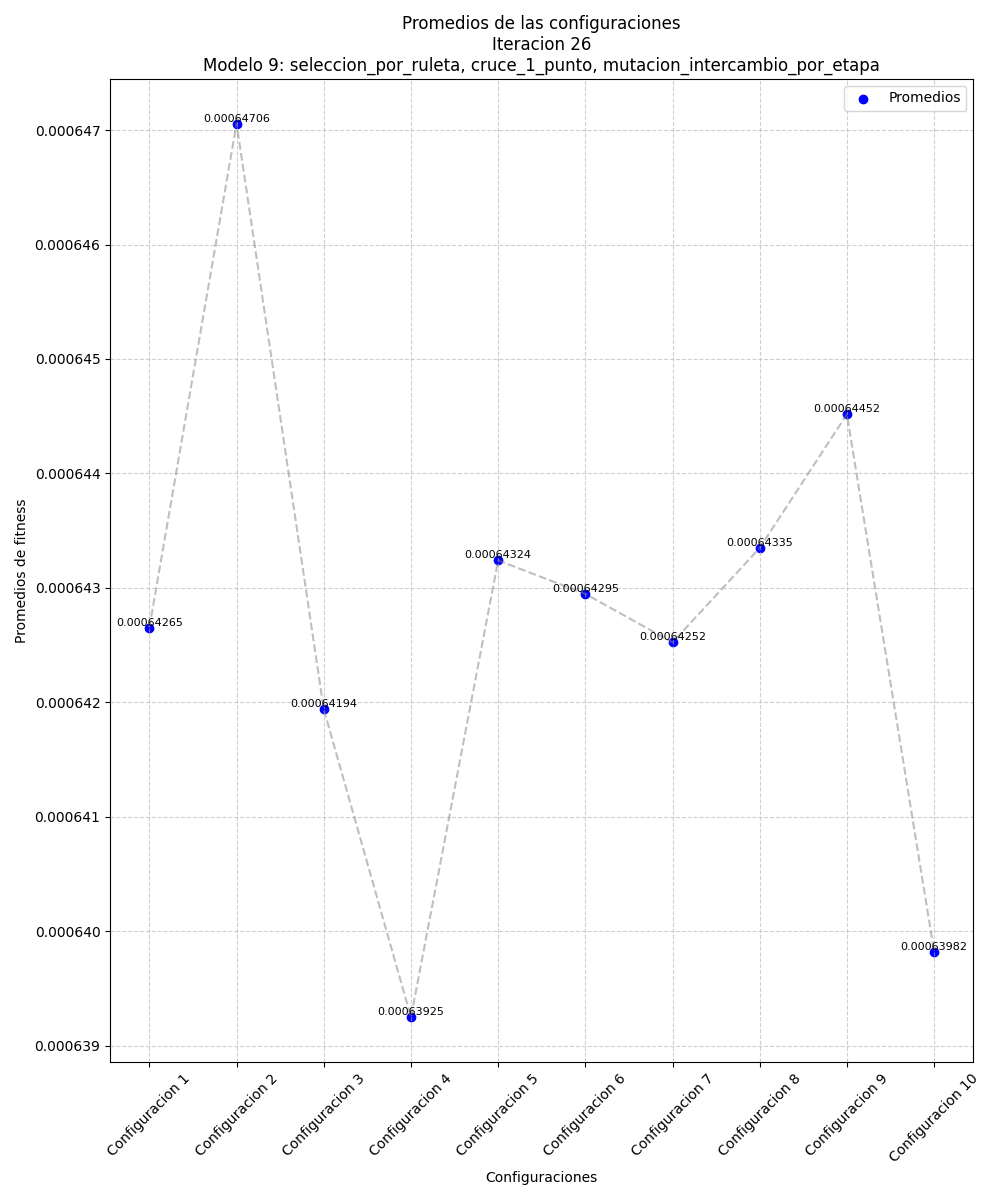 Promedios de las configuraciones
Iteracion 26
Modelo 9: seleccion_por_ruleta, cruce_1_punto, mutacion_intercambio_por_etapa
Promedios
0.000647
0.000646
0.000645
0.000644
0.000643
0.000642
0.000641
0.000640
0.000639
Promedios de fitness
0.00064265
0.00064706
0.00064194
0.00063925
0.00064324
0.00064295
0.00064252
0.00064335
0.00064452
0.00063982
Configuracion 1
Configuracion 2
Configuracion 3
Configuracion 4
Configuracion 5
Configuracion 6
Configuracion 7
Configuracion 8
Configuracion 9
Configuracion 10
Configuraciones